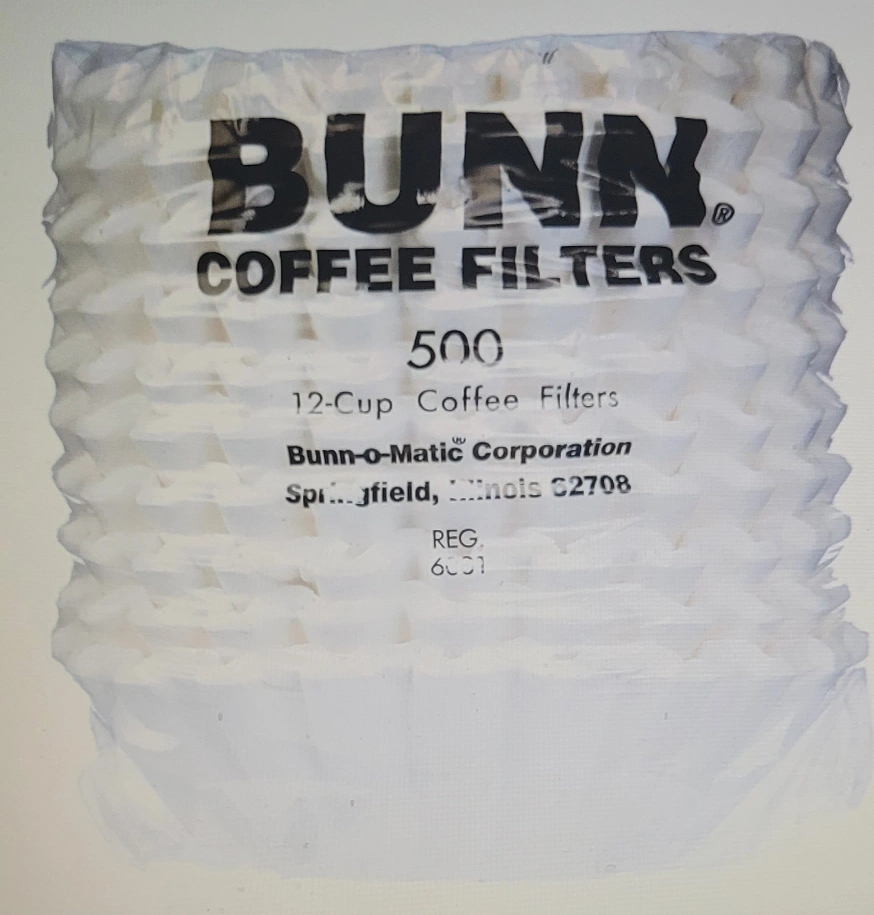 BUNN®
COFFEE FILTERS
500
12-Cup Coffee Filters
Bunn-o-Matic® Corporation
Springfield, Illinois 62708
REG.